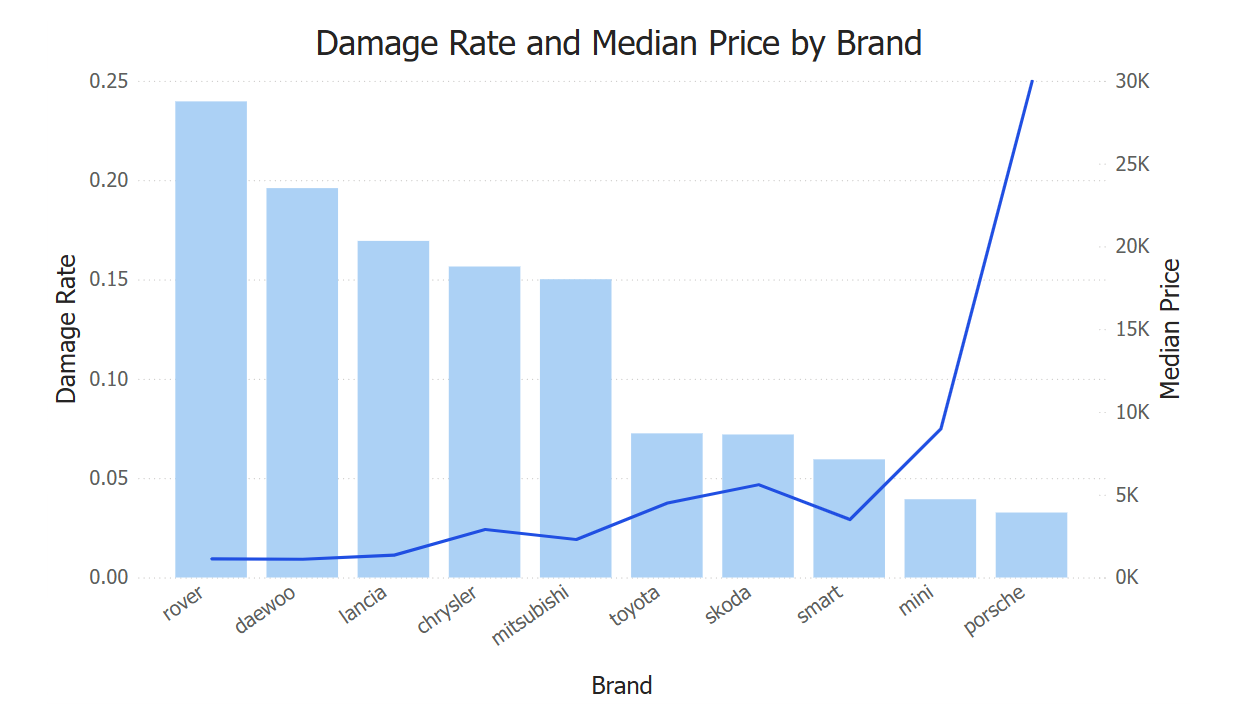 Damage Rate and Median Price by Brand
0.25
0.20
0.15
0.10
0.05
0.00
Damage Rate
30K
25K
20K
15K
10K
5K
0K
Median Price
rover
daewoo
lancia
chrysler
mitsubishi
toyota
skoda
smart
mini
porsche
Brand